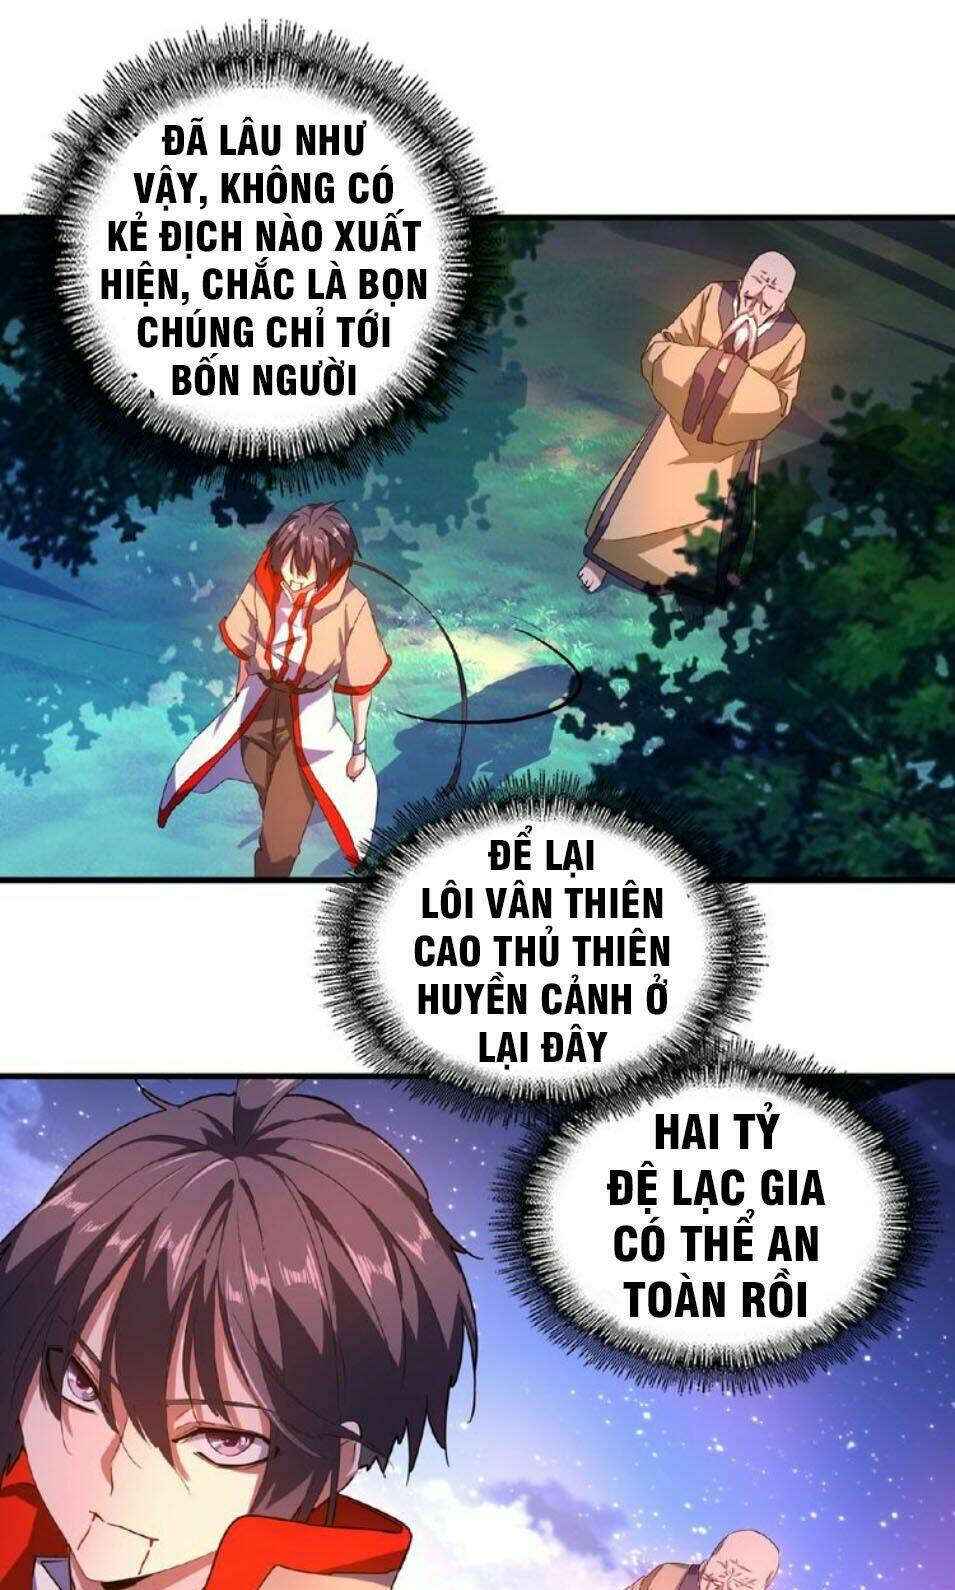 ĐÃ LÂU NHƯ
VẬY, KHÔNG CÓ
KẺ ĐỊCH NÀO XUẤT
HIỆN, CHẮC LÀ BỌN
CHÚNG CHỈ TỚI
BỐN NGƯỜI
ĐỂ LẠI
LÔI VÂN THIÊN
CAO THỦ THIÊN
HUYỀN CẢNH Ở
LẠI ĐÂY
HAI TỶ
ĐỆ LẠC GIA
CÓ THỂ AN
TOÀN RỒI